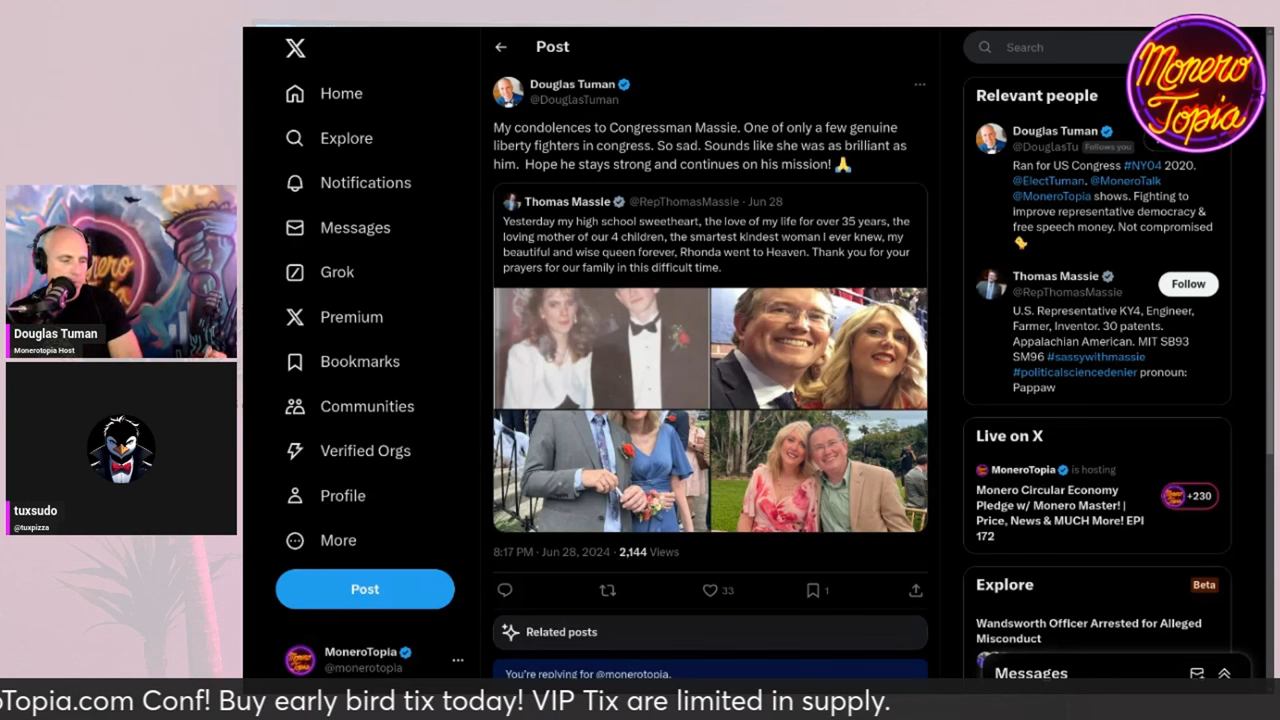 X
Home
Explore
Notifications
Messages
Grok
Premium
Bookmarks
Communities
Verified Orgs
Profile
More
Post
MoneroTopia
@monerotopia
Douglas Tuman
Monerotopia Host
tuxsudo
@tuxpizza
Post
Douglas Tuman
@DouglasTuman
My condolences to Congressman Massie. One of only a few genuine
liberty fighters in congress. So sad. Sounds like she was as brilliant as
him. Hope he stays strong and continues on his mission! 🙏
Thomas Massie @RepThomasMassie · Jun 28
Yesterday my high school sweetheart, the love of my life for over 35 years, the
loving mother of our 4 children, the smartest kindest woman I ever knew, my
beautiful and wise queen forever, Rhonda went to Heaven. Thank you for your
prayers for our family in this difficult time.
8:17 PM · Jun 28, 2024 · 2,144 Views
33
1
Related posts
You're replying for @monerotopia.
Search
Monero
Topia
Relevant people
Douglas Tuman
@DouglasTu Follows you
Ran for US Congress #NY04 2020.
@ElectTuman. @MoneroTalk
@MoneroTopia shows. Fighting to
improve representative democracy &
free speech money. Not compromised
Thomas Massie
@RepThomasMassie
Follow
U.S. Representative KY4, Engineer,
Farmer, Inventor. 30 patents.
Appalachian American. MIT SB93
SM96 #sassywithmassie
#politicalsciencedenier pronoun:
Pappaw
Live on X
MoneroTopia is hosting
Monero Circular Economy
Pledge w/ Monero Master! |
Price, News & MUCH More! EPI
172
+230
Explore
Beta
Wandsworth Officer Arrested for Alleged
Misconduct
Messages
oTopia.com Conf! Buy early bird tix today! VIP Tix are limited in supply.